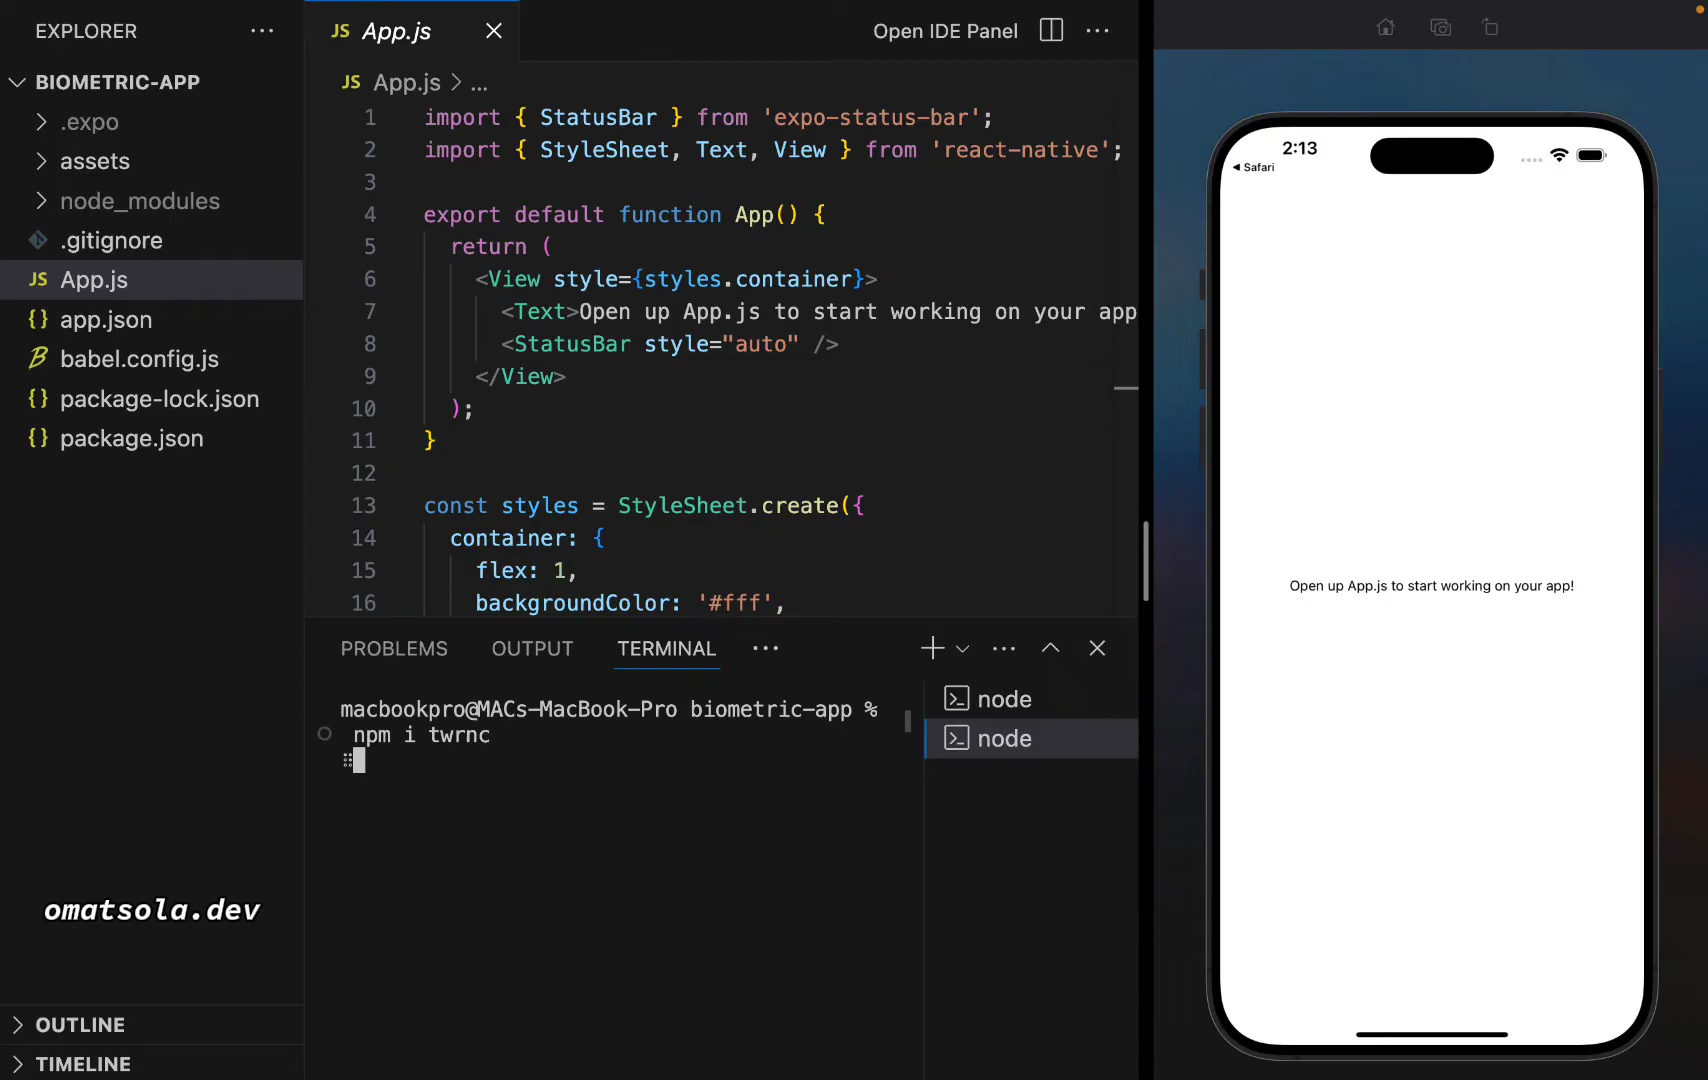 EXPLORER
BIOMETRIC-APP
.expo
assets
node_modules
.gitignore
JS App.js
{} app.json
babel.config.js
{} package-lock.json
{} package.json
omatsola.dev
OUTLINE
TIMELINE
JS App.js
Open IDE Panel
JS App.js > ...
1 import { StatusBar } from 'expo-status-bar';
2 import { StyleSheet, Text, View } from 'react-native';
3
4 export default function App() {
5 return (
6 <View style={styles.container}>
7 <Text>Open up App.js to start working on your app
8 <StatusBar style="auto" />
9 </View>
10 );
11 }
12
13 const styles = StyleSheet.create({
14 container: {
15 flex: 1,
16 backgroundColor: '#fff',
PROBLEMS OUTPUT TERMINAL
macbookpro@MACs-MacBook-Pro biometric-app %
npm i twrnc
node
node
2:13
Safari
Open up App.js to start working on your app!